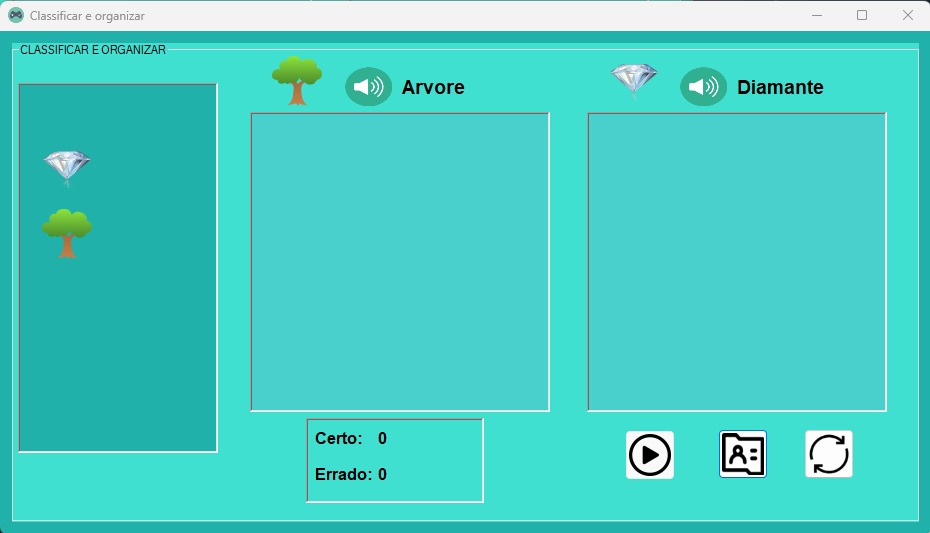 Classificar e organizar
CLASSIFICAR E ORGANIZAR
Arvore
Diamante
Certo: 0
Errado: 0